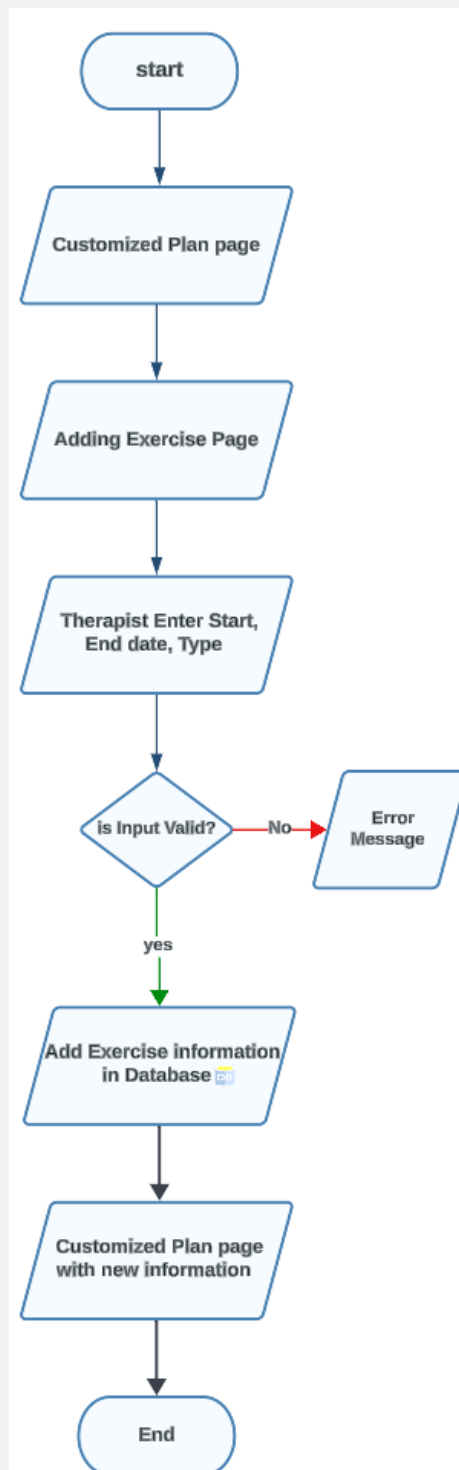 start
Customized Plan page
Adding Exercise Page
Therapist Enter Start,
End date, Type
is Input Valid?
No
Error
Message
yes
Add Exercise information
in Database
Customized Plan page
with new information
End